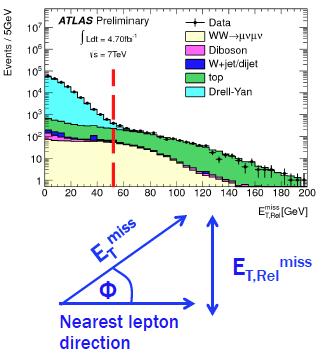 ATLAS Preliminary
∫ Ldt = 4.70fb⁻¹
√s = 7TeV
Data
WW→μνμν
Diboson
W+jet/dijet
top
Drell-Yan
Events / 5GeV
10⁷
10⁶
10⁵
10⁴
10³
10²
10
1
0 20 40 60 80 100 120 140 160 180 200
E_{T,Rel}^{miss} [GeV]
E_T^{miss}
Φ
E_{T,Rel}^{miss}
Nearest lepton
direction